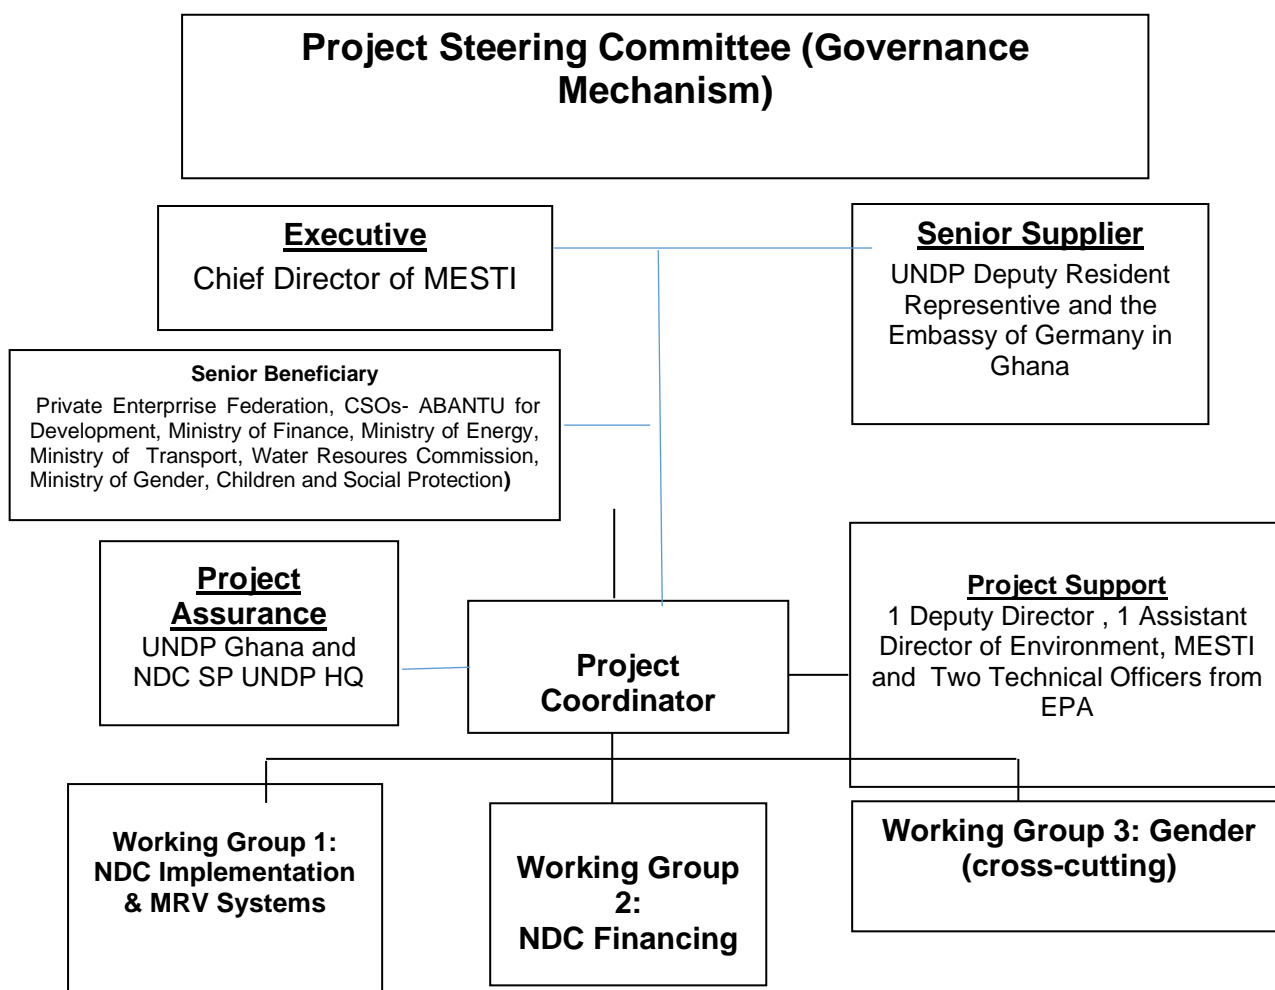 Project Steering Committee (Governance
Mechanism)
Executive
Chief Director of MESTI
Senior Supplier
UNDP Deputy Resident
Representive and the
Embassy of Germany in
Ghana
Senior Beneficiary
Private Enterprrise Federation, CSOs- ABANTU for
Development, Ministry of Finance, Ministry of Energy,
Ministry of Transport, Water Resoures Commission,
Ministry of Gender, Children and Social Protection)
Project
Assurance
UNDP Ghana and
NDC SP UNDP HQ
Project
Coordinator
Project Support
1 Deputy Director , 1 Assistant
Director of Environment, MESTI
and Two Technical Officers from
EPA
Working Group 1:
NDC Implementation
& MRV Systems
Working Group
2:
NDC Financing
Working Group 3: Gender
(cross-cutting)